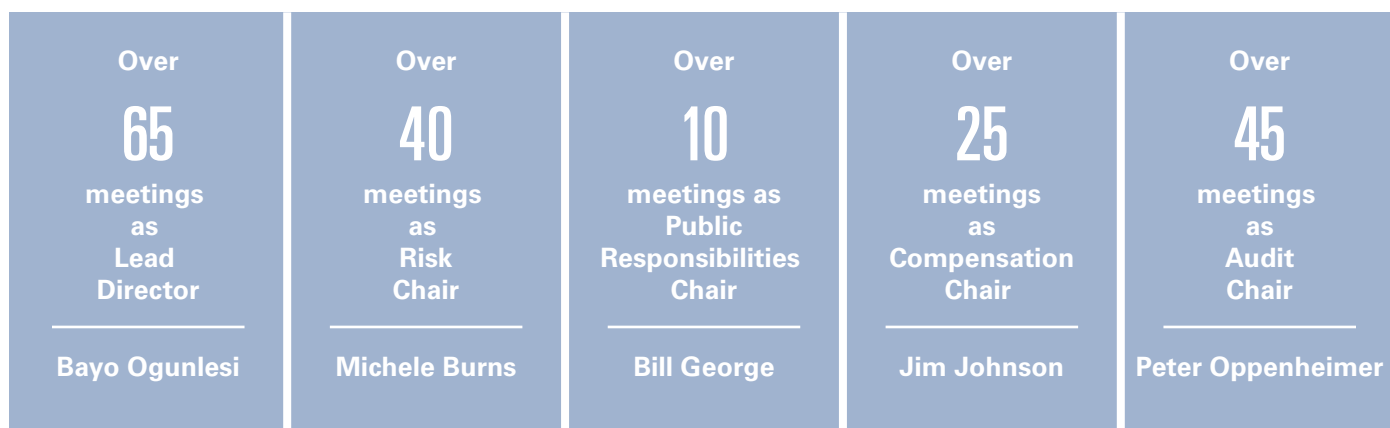 Over
65
meetings
as
Lead
Director
Bayo Ogunlesi
Over
40
meetings
as
Risk
Chair
Michele Burns
Over
10
meetings as
Public
Responsibilities
Chair
Bill George
Over
25
meetings
as
Compensation
Chair
Jim Johnson
Over
45
meetings
as
Audit
Chair
Peter Oppenheimer